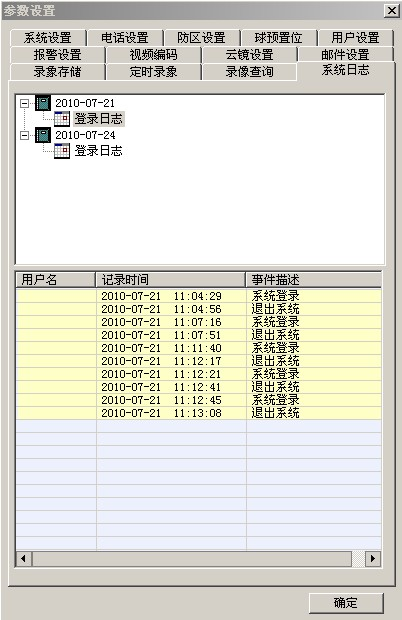 参数设置
系统设置 电话设置 防区设置 球预置位 用户设置
报警设置 视频编码 云镜设置 邮件设置
录象存储 定时录象 录像查询 系统日志
2010-07-21
登录日志
2010-07-24
登录日志
用户名 记录时间 事件描述
2010-07-21 11:04:29 系统登录
2010-07-21 11:04:56 退出系统
2010-07-21 11:07:16 系统登录
2010-07-21 11:07:51 退出系统
2010-07-21 11:11:40 系统登录
2010-07-21 11:12:17 退出系统
2010-07-21 11:12:21 系统登录
2010-07-21 11:12:41 退出系统
2010-07-21 11:12:45 系统登录
2010-07-21 11:13:08 退出系统
确定